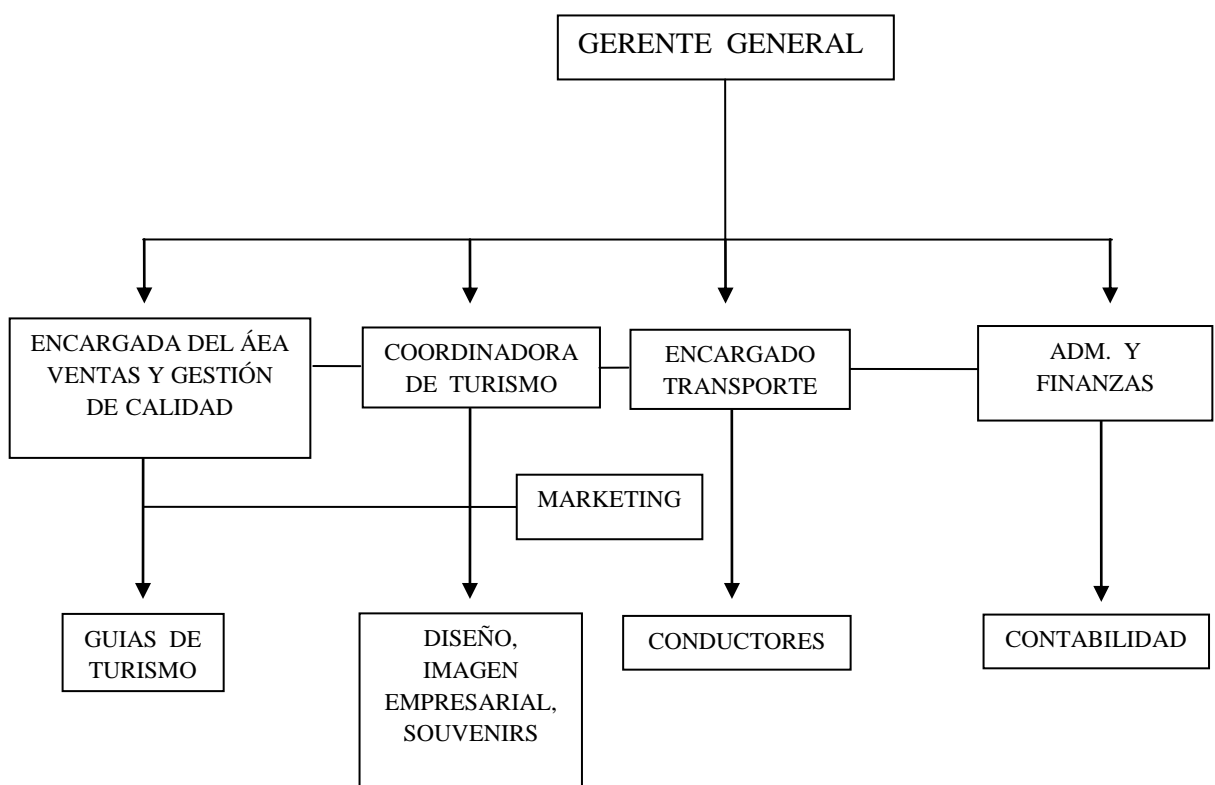 GERENTE GENERAL
ENCARGADA DEL ÁEA
VENTAS Y GESTIÓN
DE CALIDAD
COORDINADORA
DE TURISMO
ENCARGADO
TRANSPORTE
ADM. Y
FINANZAS
MARKETING
GUIAS DE
TURISMO
DISEÑO,
IMAGEN
EMPRESARIAL,
SOUVENIRS
CONDUCTORES
CONTABILIDAD